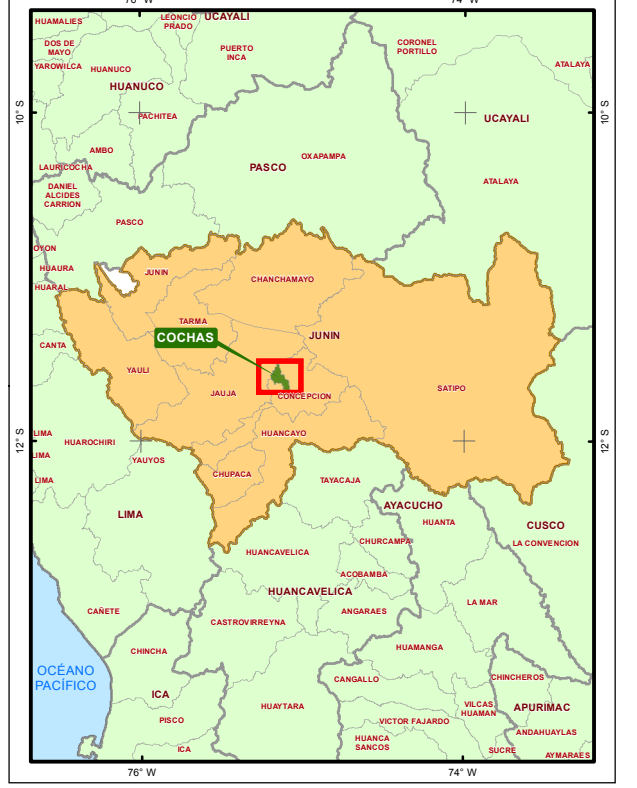 76° W
74° W
HUAMALIES
LEONCIO
PRADO
UCAYALI
DOS DE
MAYO
PUERTO
INCA
CORONEL
PORTILLO
YAROWILCA
HUANUCO
ATALAYA
HUANUCO
10° S
PACHITEA
UCAYALI
10° S
AMBO
OXAPAMPA
LAURICOCHA
PASCO
DANIEL
ALCIDES
CARRION
ATALAYA
PASCO
OYON
HUAURA
JUNIN
CHANCHAMAYO
HUARAL
TARMA
COCHAS
JUNIN
CANTA
YAULI
JAUJA
CONCEPCION
SATIPO
LIMA
HUAROCHIRI
HUANCAYO
12° S
12° S
LIMA
YAUYOS
LIMA
CHUPACA
TAYACAJA
LIMA
AYACUCHO
HUANTA
CUSCO
CHURCAMPA
LA CONVENCION
HUANCAVELICA
ACOBAMBA
HUANCAVELICA
LA MAR
CAÑETE
ANGARAES
CASTROVIRREYNA
HUAMANGA
CHINCHA
OCÉANO
PACÍFICO
CANGALLO
CHINCHEROS
ICA
HUAYTARA
VILCAS
HUAMAN
APURIMAC
PISCO
VICTOR FAJARDO
ANDAHUAYLAS
HUANCA
SANCOS
ICA
SUCRE
AYMARAES
76° W
74° W